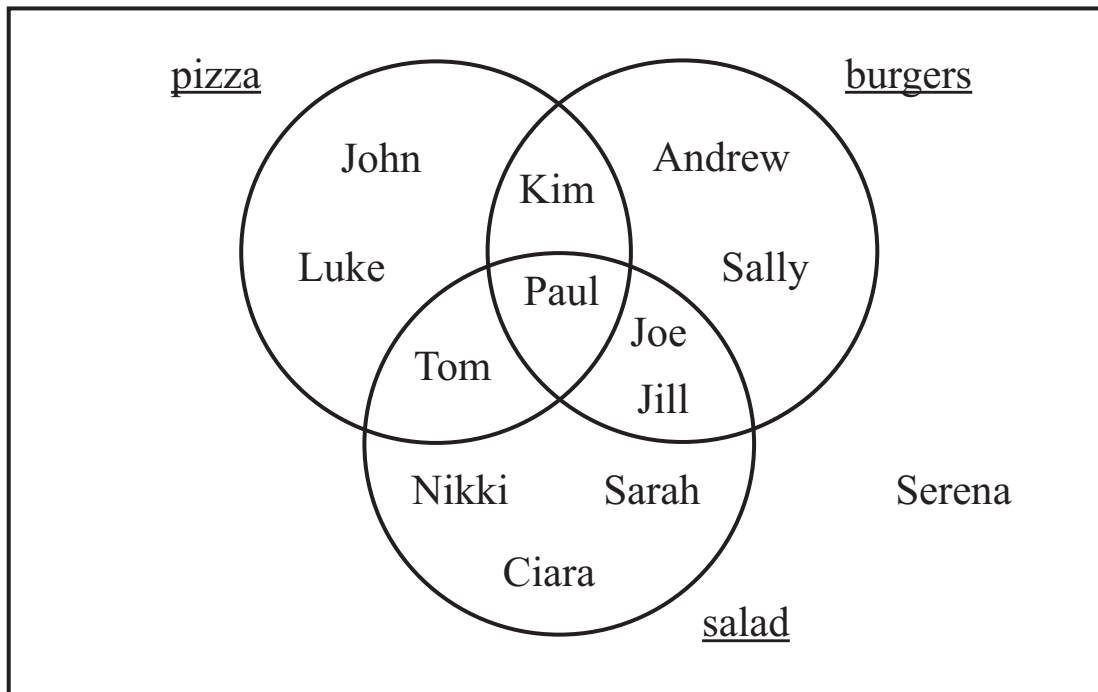 pizza
burgers
John
Kim
Andrew
Luke
Paul
Sally
Joe
Tom
Jill
Nikki
Sarah
Serena
Ciara
salad